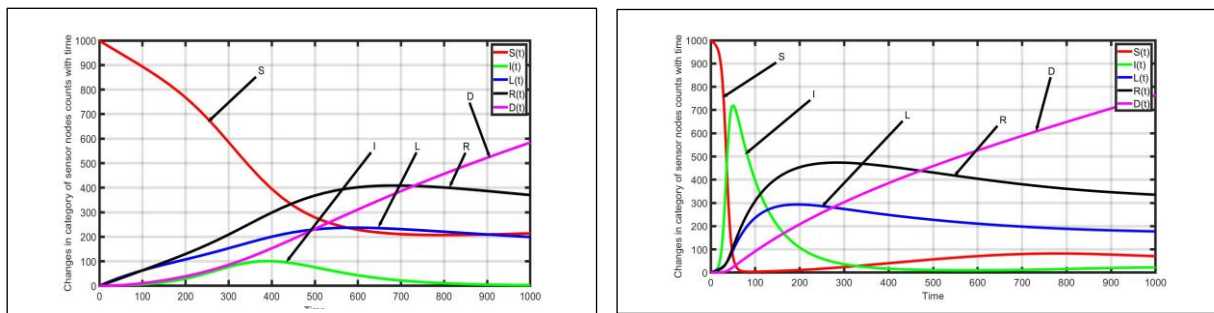 Changes in category of sensor nodes counts with time
1000
900
800
700
600
500
400
300
200
100
0
S
D
I
L
R
S(t)
I(t)
L(t)
R(t)
D(t)
0 100 200 300 400 500 600 700 800 900 1000
Time
Changes in category of sensor nodes counts with time
1000
900
800
700
600
500
400
300
200
100
0
S
I
L
R
D
S(t)
I(t)
L(t)
R(t)
D(t)
0 100 200 300 400 500 600 700 800 900 1000
Time